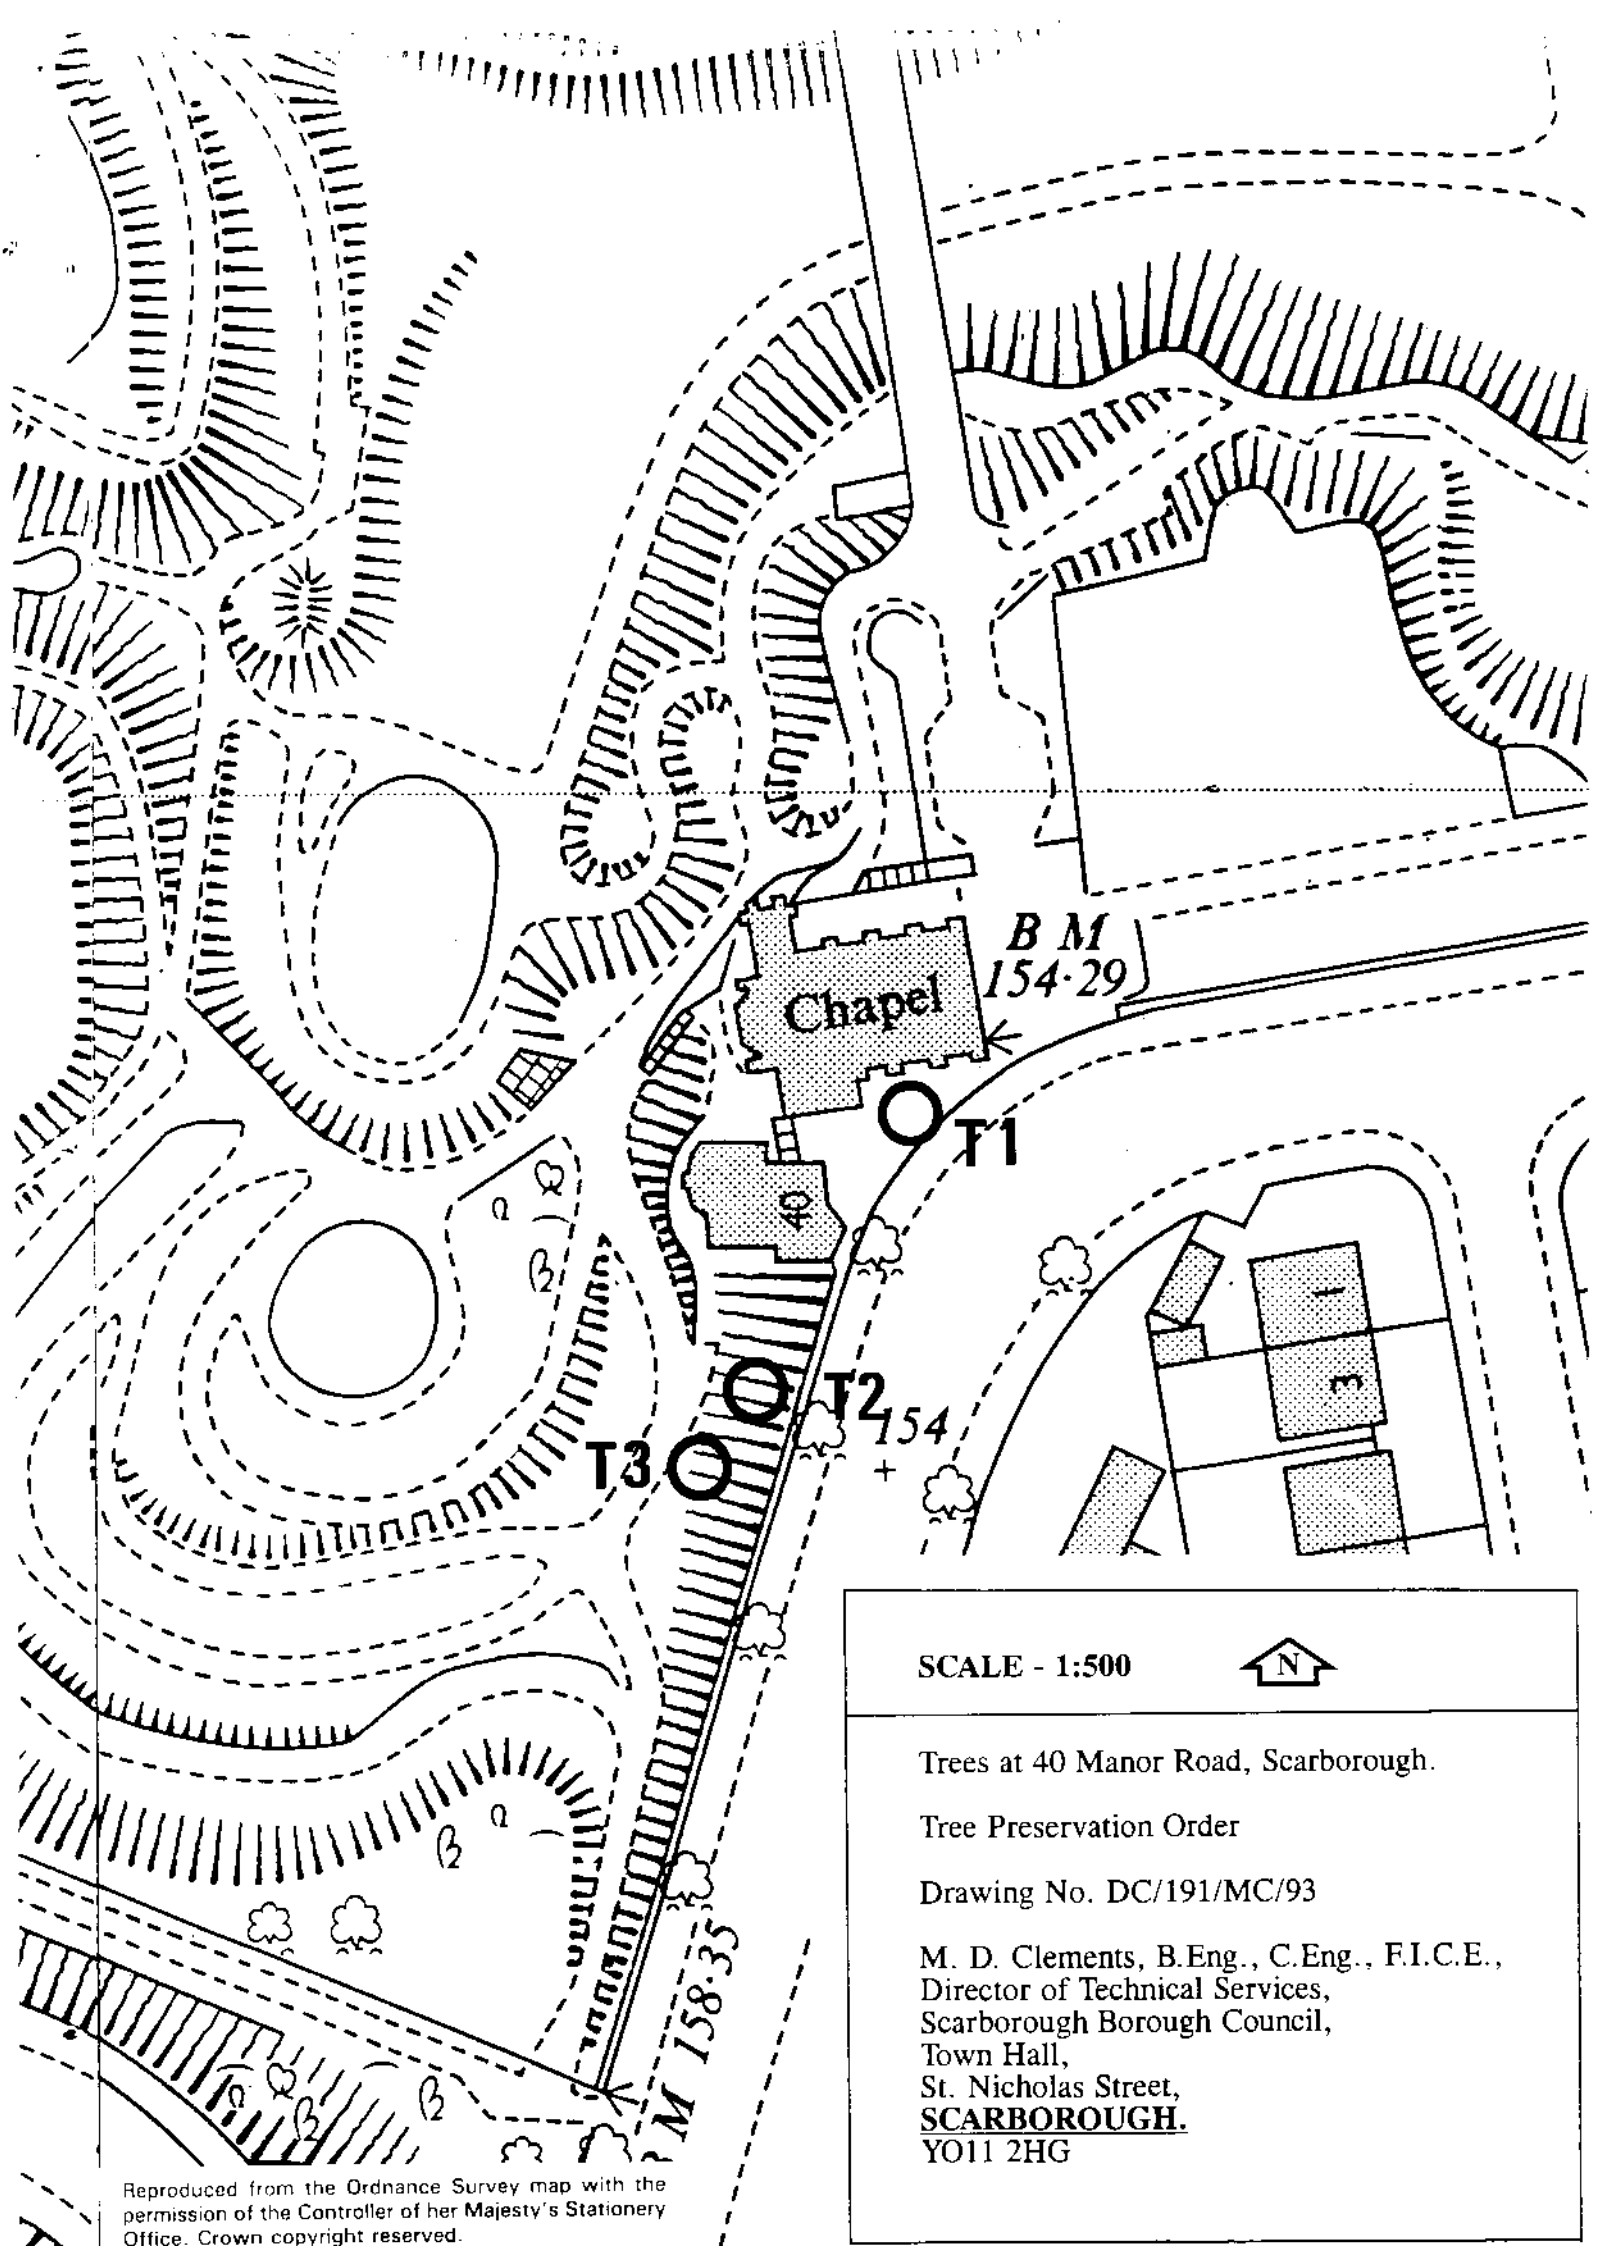 B M
154·29
Chapel
T1
40
1
T2
3
154
T3
SCALE - 1:500
N
Trees at 40 Manor Road, Scarborough.
Tree Preservation Order
Drawing No. DC/191/MC/93
M. D. Clements, B.Eng., C.Eng., F.I.C.E.,
Director of Technical Services,
Scarborough Borough Council,
Town Hall,
St. Nicholas Street,
SCARBOROUGH.
YO11 2HG
M 158·35
Reproduced from the Ordnance Survey map with the
permission of the Controller of her Majesty's Stationery
Office. Crown copyright reserved.